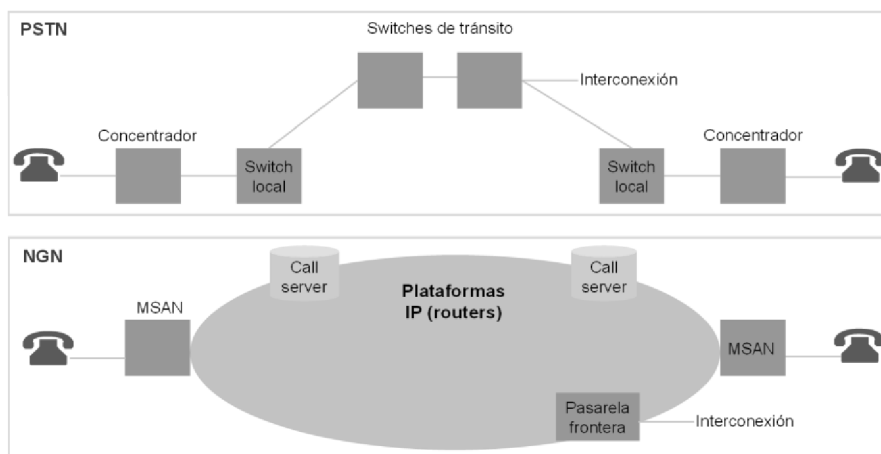 PSTN
Switches de tránsito
Interconexión
Concentrador
Concentrador
Switch
local
Switch
local
NGN
Call
server
Call
server
Plataformas
IP (routers)
MSAN
MSAN
Pasarela
frontera
Interconexión